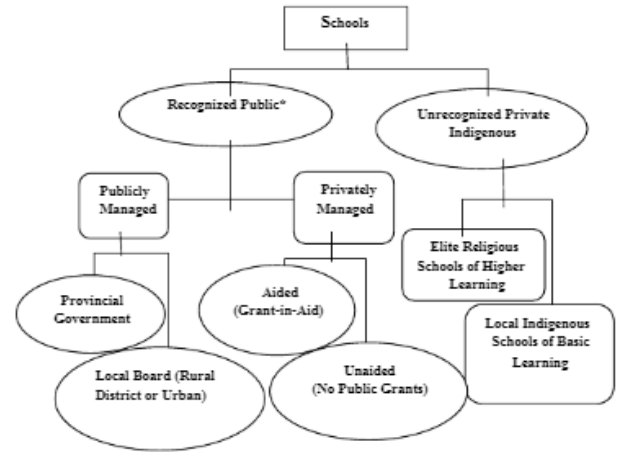 Schools
Recognized Public*
Unrecognized Private
Indigenous
Publicly
Managed
Privately
Managed
Elite Religious
Schools of Higher
Learning
Provincial
Government
Aided
(Grant-in-Aid)
Local Indigenous
Schools of Basic
Learning
Local Board (Rural
District or Urban)
Unaided
(No Public Grants)